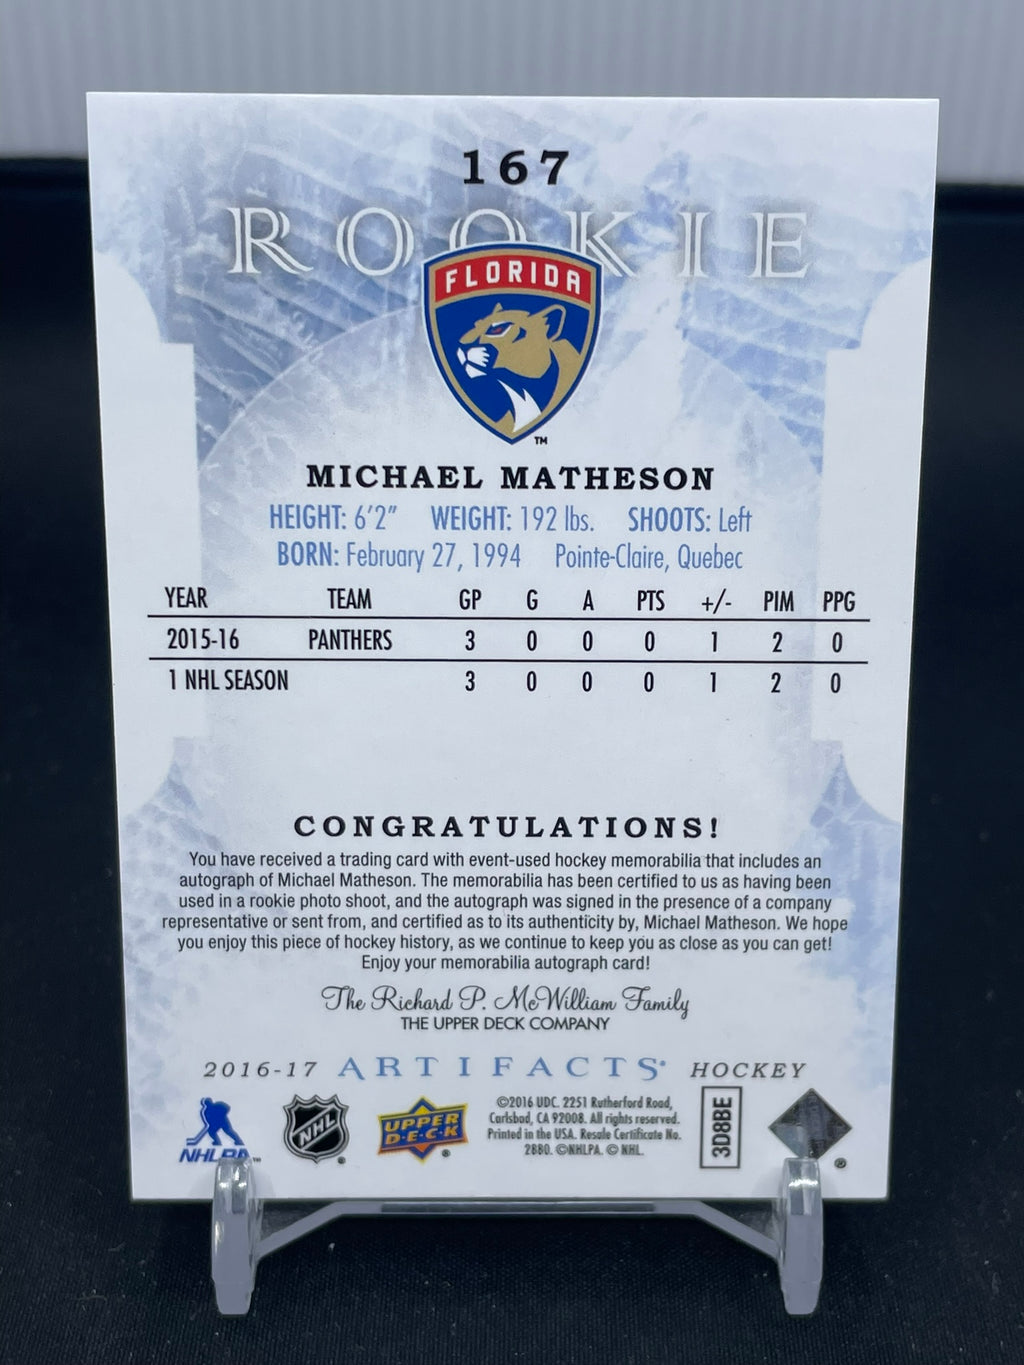 167
ROOKIE
FLORIDA
TM
MICHAEL MATHESON
HEIGHT: 6'2" WEIGHT: 192 lbs. SHOOTS: Left
BORN: February 27, 1994 Pointe-Claire, Quebec
YEAR TEAM GP G A PTS +/- PIM PPG
2015-16 PANTHERS 3 0 0 0 1 2 0
1 NHL SEASON 3 0 0 0 1 2 0
CONGRATULATIONS!
You have received a trading card with event-used hockey memorabilia that includes an
autograph of Michael Matheson. The memorabilia has been certified to us as having been
used in a rookie photo shoot, and the autograph was signed in the presence of a company
representative or sent from, and certified as to its authenticity by, Michael Matheson. We hope
you enjoy this piece of hockey history, as we continue to keep you as close as you can get!
Enjoy your memorabilia autograph card!
The Richard P. McWilliam Family
THE UPPER DECK COMPANY
2016-17 ARTIFACTS® HOCKEY
NHLPA™
NHL ®
UPPER DECK ®
©2016 UDC. 2251 Rutherford Road,
Carlsbad, CA 92008. All rights reserved.
Printed in the USA. Resale Certificate No.
2880. ©NHLPA. © NHL.
3D8BE
®